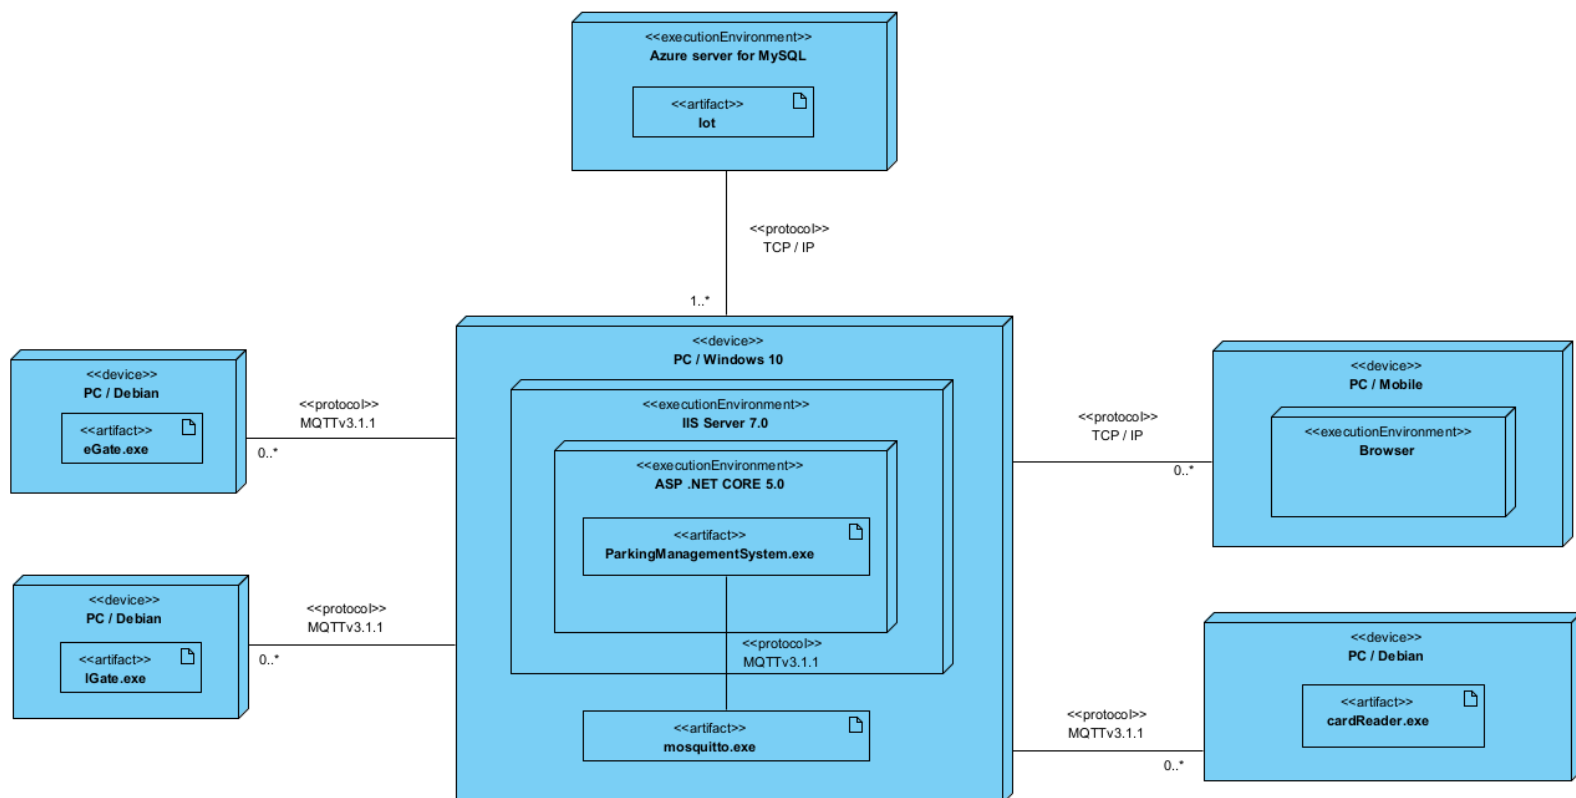 <<executionEnvironment>>
Azure server for MySQL
<<artifact>>
Iot
<<protocol>>
TCP / IP
1..*
<<device>>
PC / Debian
<<artifact>>
eGate.exe
<<protocol>>
MQTTv3.1.1
0..*
<<device>>
PC / Debian
<<artifact>>
IGate.exe
<<protocol>>
MQTTv3.1.1
0..*
<<device>>
PC / Windows 10
<<executionEnvironment>>
IIS Server 7.0
<<executionEnvironment>>
ASP .NET CORE 5.0
<<artifact>>
ParkingManagementSystem.exe
<<protocol>>
MQTTv3.1.1
<<artifact>>
mosquitto.exe
<<protocol>>
TCP / IP
0..*
<<device>>
PC / Mobile
<<executionEnvironment>>
Browser
<<protocol>>
MQTTv3.1.1
0..*
<<device>>
PC / Debian
<<artifact>>
cardReader.exe